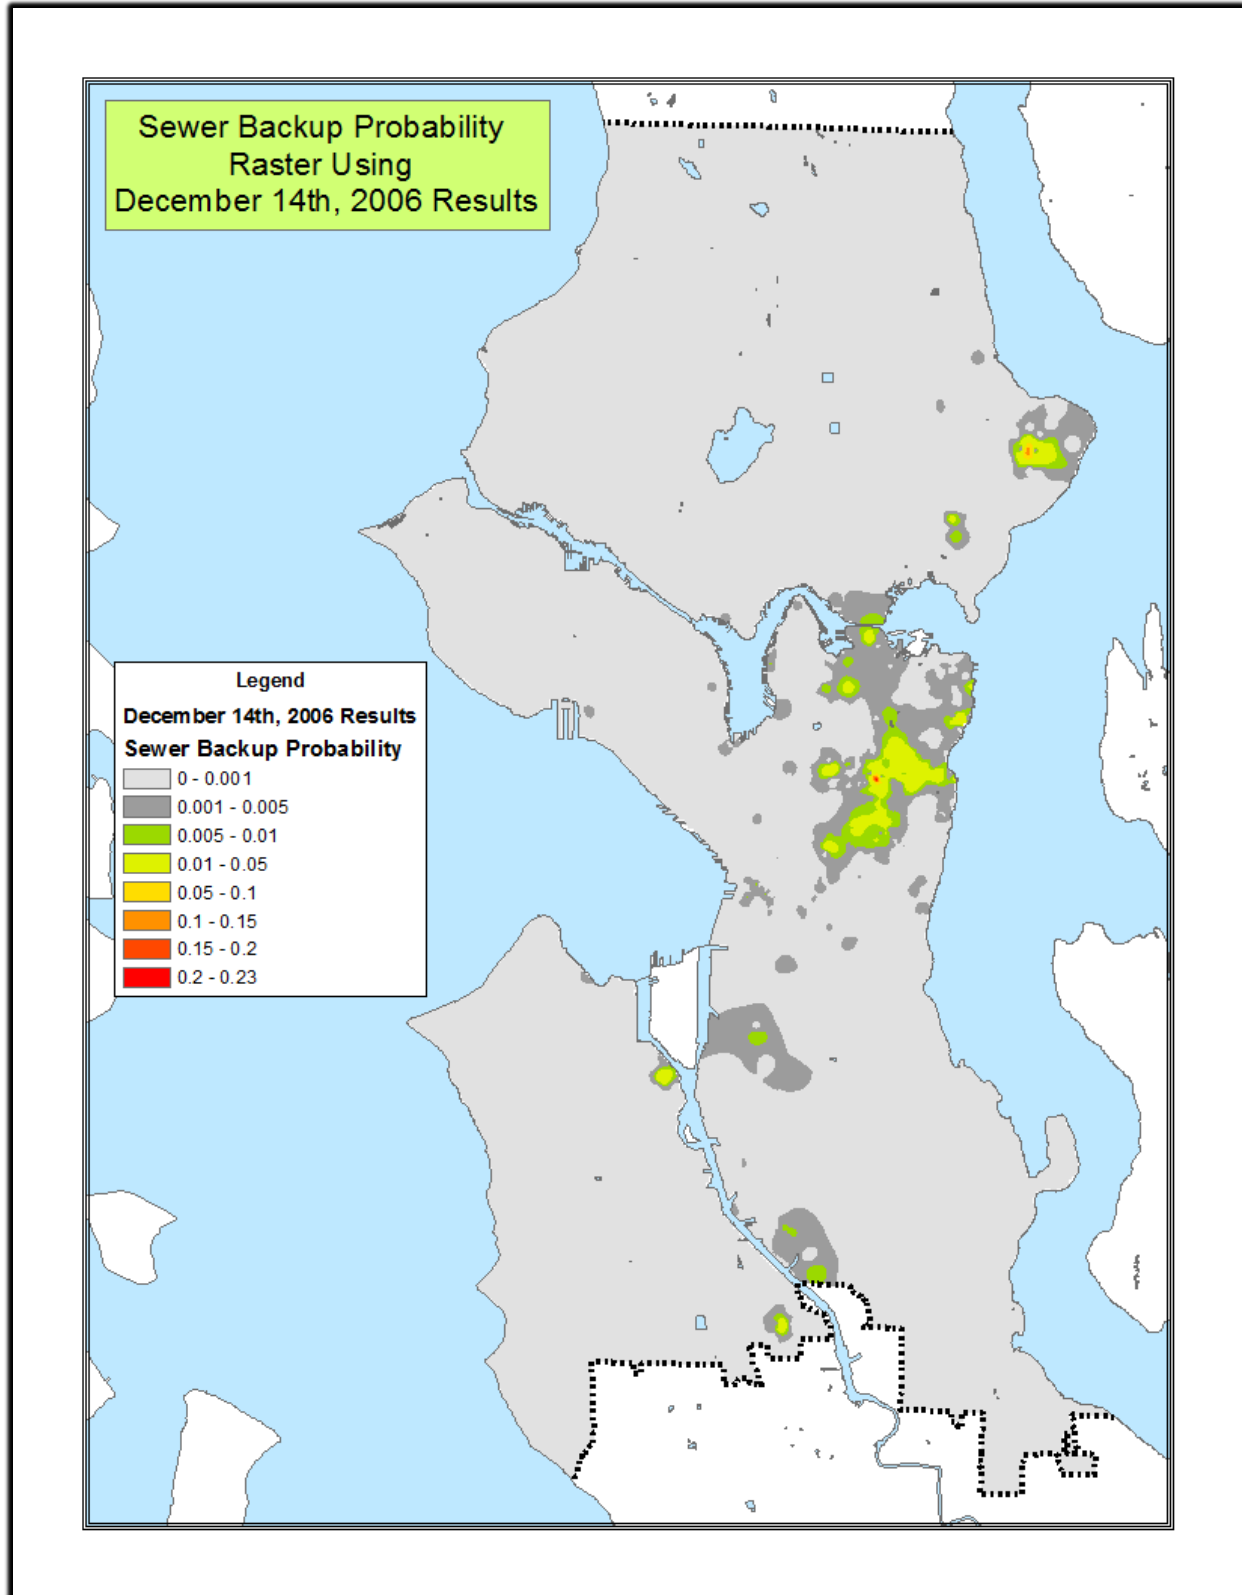 Sewer Backup Probability
Raster Using
December 14th, 2006 Results
Legend
December 14th, 2006 Results
Sewer Backup Probability
0 - 0.001
0.001 - 0.005
0.005 - 0.01
0.01 - 0.05
0.05 - 0.1
0.1 - 0.15
0.15 - 0.2
0.2 - 0.23